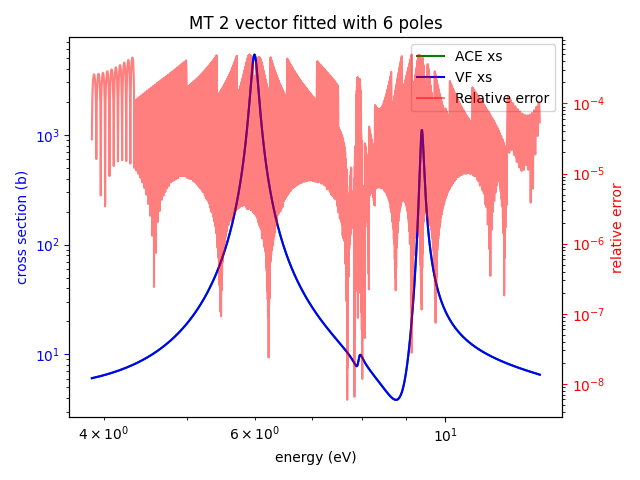 MT 2 vector fitted with 6 poles
ACE xs
VF xs
Relative error
cross section (b)
10³
10²
10¹
10⁻⁴
10⁻⁵
10⁻⁶
10⁻⁷
10⁻⁸
relative error
4 × 10⁰
6 × 10⁰
10¹
energy (eV)